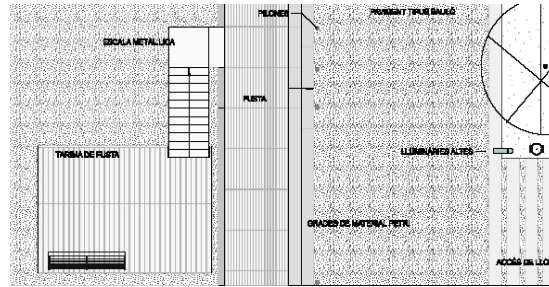 PILONES
PAVIMENT TIPUS SAULÓ
ESCALA METÀL.LICA
FUSTA
TARIMA DE FUSTA
LLUMINÀRIES ALTES
GRADES DE MATERIAL PETRI
ACCÉS DE LLO